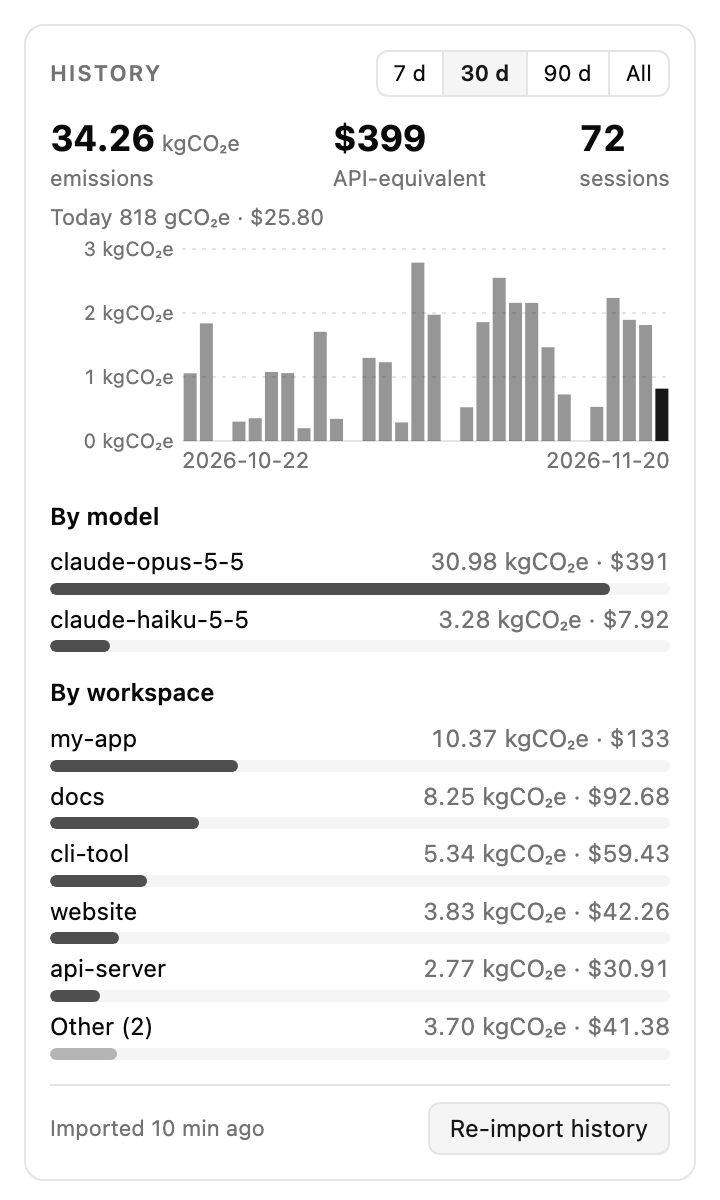 HISTORY 7 d 30 d 90 d All
34.26 kgCO₂e $399 72
emissions API-equivalent sessions
Today 818 gCO₂e · $25.80
3 kgCO₂e
2 kgCO₂e
1 kgCO₂e
0 kgCO₂e
2026-10-22 2026-11-20
By model
claude-opus-5-5 30.98 kgCO₂e · $391
claude-haiku-5-5 3.28 kgCO₂e · $7.92
By workspace
my-app 10.37 kgCO₂e · $133
docs 8.25 kgCO₂e · $92.68
cli-tool 5.34 kgCO₂e · $59.43
website 3.83 kgCO₂e · $42.26
api-server 2.77 kgCO₂e · $30.91
Other (2) 3.70 kgCO₂e · $41.38
Imported 10 min ago Re-import history